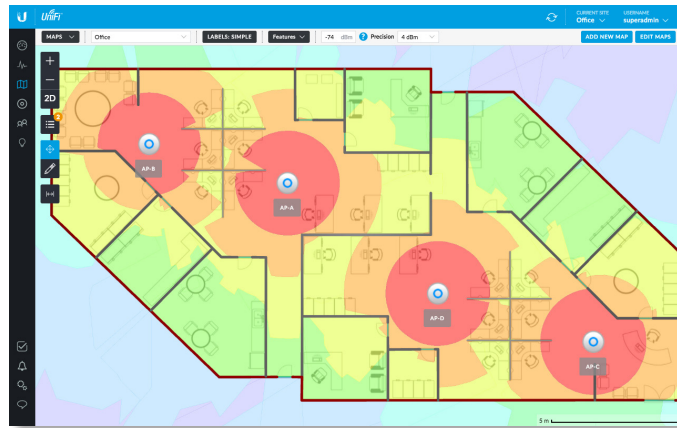 UniFi
CURRENT SITE
Office
USERNAME
superadmin
MAPS
Office
LABELS: SIMPLE
Features
-74 dBm
? Precision
4 dBm
ADD NEW MAP
EDIT MAPS
+
—
2D
2
AP-B
AP-A
AP-D
AP-C
5 m